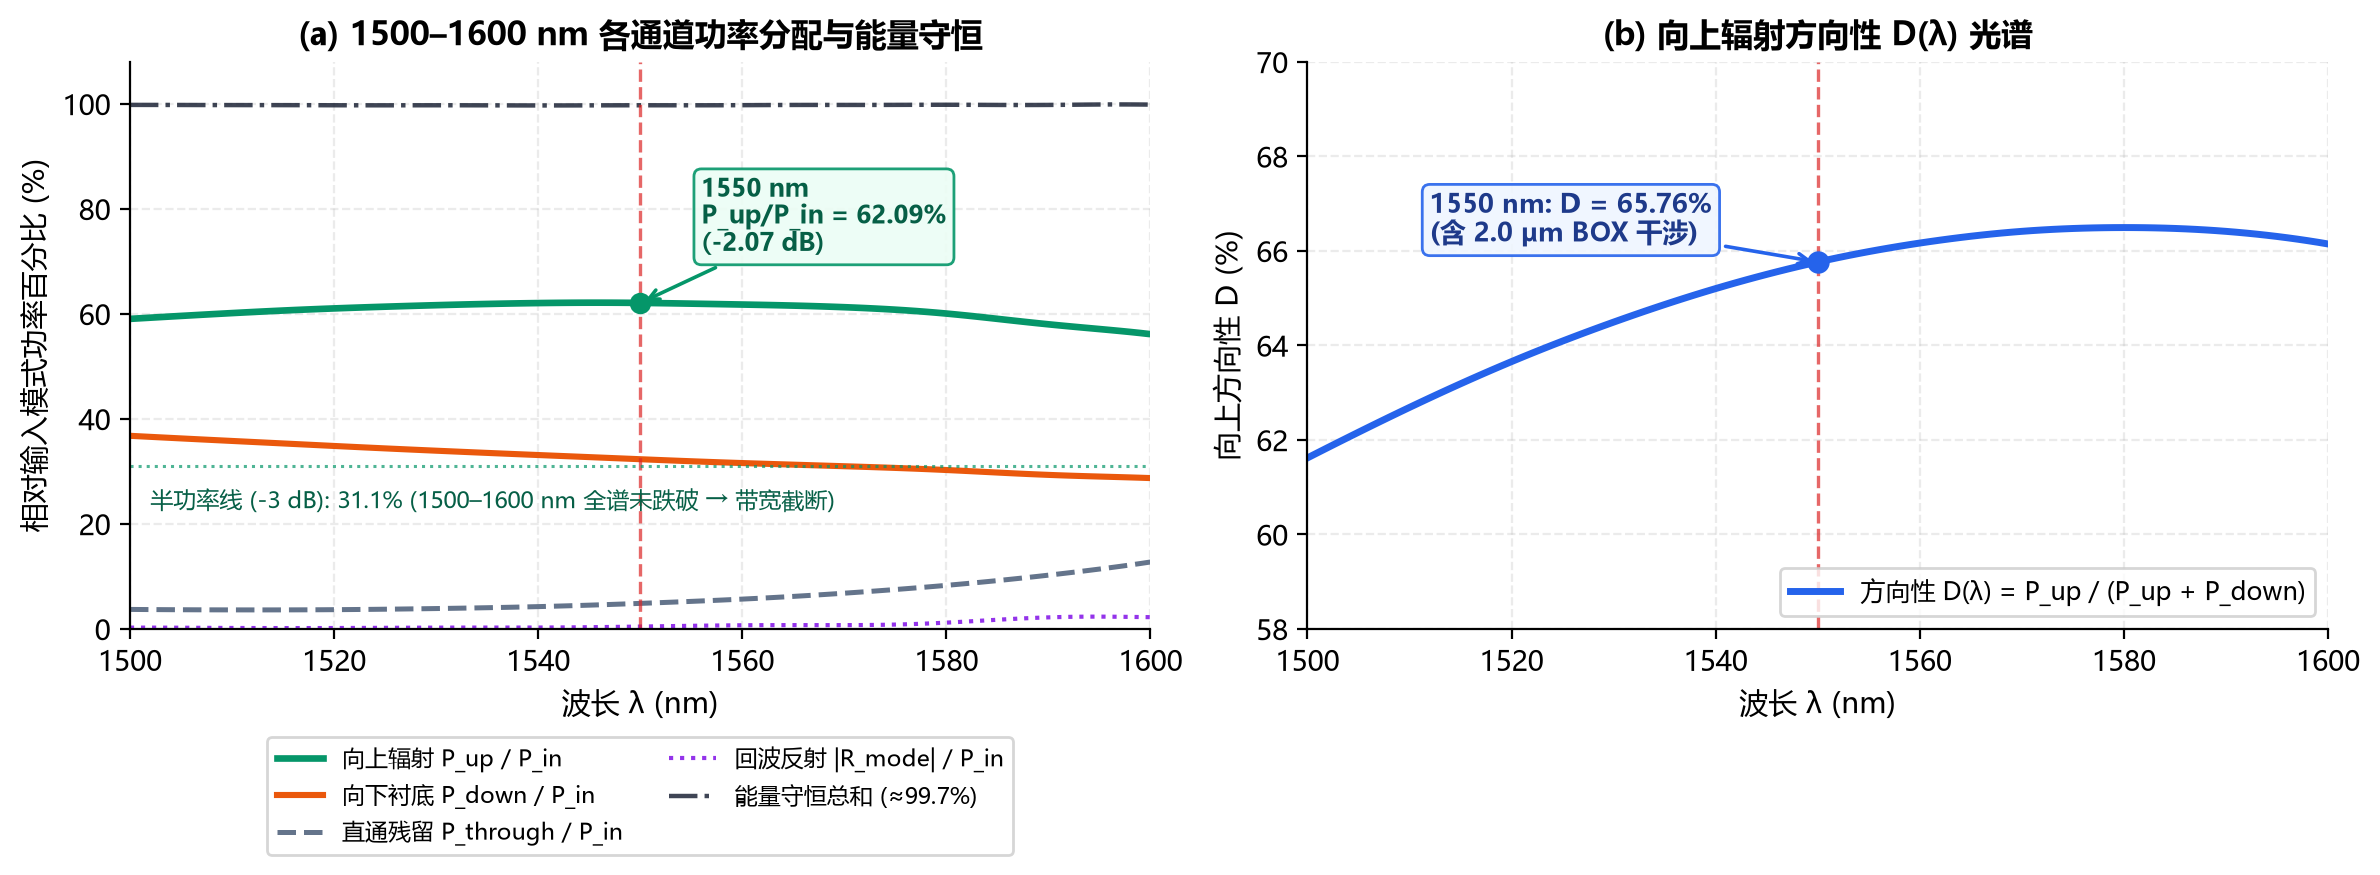 (a) 1500–1600 nm 各通道功率分配与能量守恒
相对输入模式功率百分比 (%)
100
80
60
40
20
0
1550 nm
P_up/P_in = 62.09%
(-2.07 dB)
半功率线 (-3 dB): 31.1% (1500–1600 nm 全谱未跌破 → 带宽截断)
1500
1520
1540
1560
1580
1600
波长 λ (nm)
向上辐射 P_up / P_in
向下衬底 P_down / P_in
直通残留 P_through / P_in
回波反射 |R_mode| / P_in
能量守恒总和 (≈99.7%)
(b) 向上辐射方向性 D(λ) 光谱
向上方向性 D (%)
70
68
66
64
62
60
58
1550 nm: D = 65.76%
(含 2.0 μm BOX 干涉)
方向性 D(λ) = P_up / (P_up + P_down)
1500
1520
1540
1560
1580
1600
波长 λ (nm)